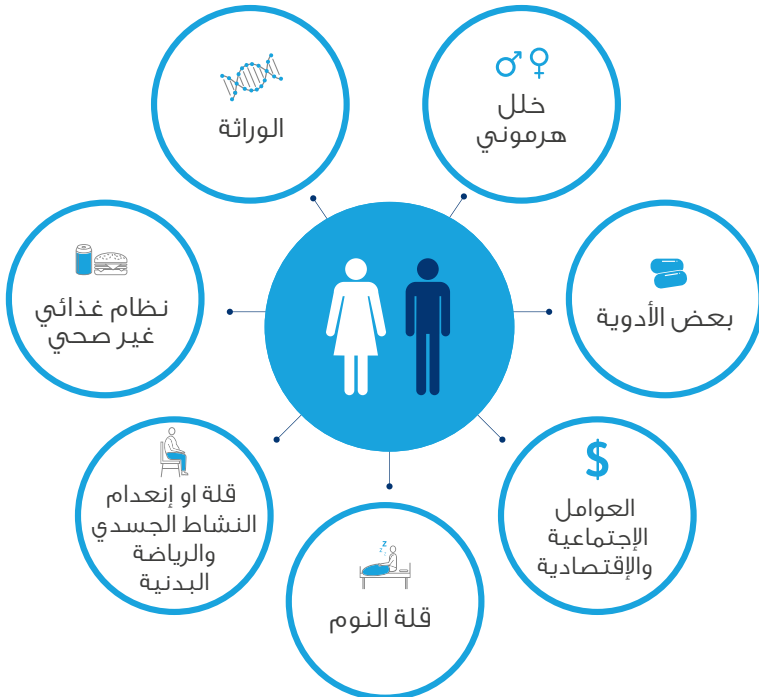 خلل
هرموني
الوراثة
بعض الأدوية
نظام غذائي
غير صحي
$
العوامل
الإجتماعية
والإقتصادية
قلة او إنعدام
النشاط الجسدي
والرياضة
البدنية
z
z
z
قلة النوم